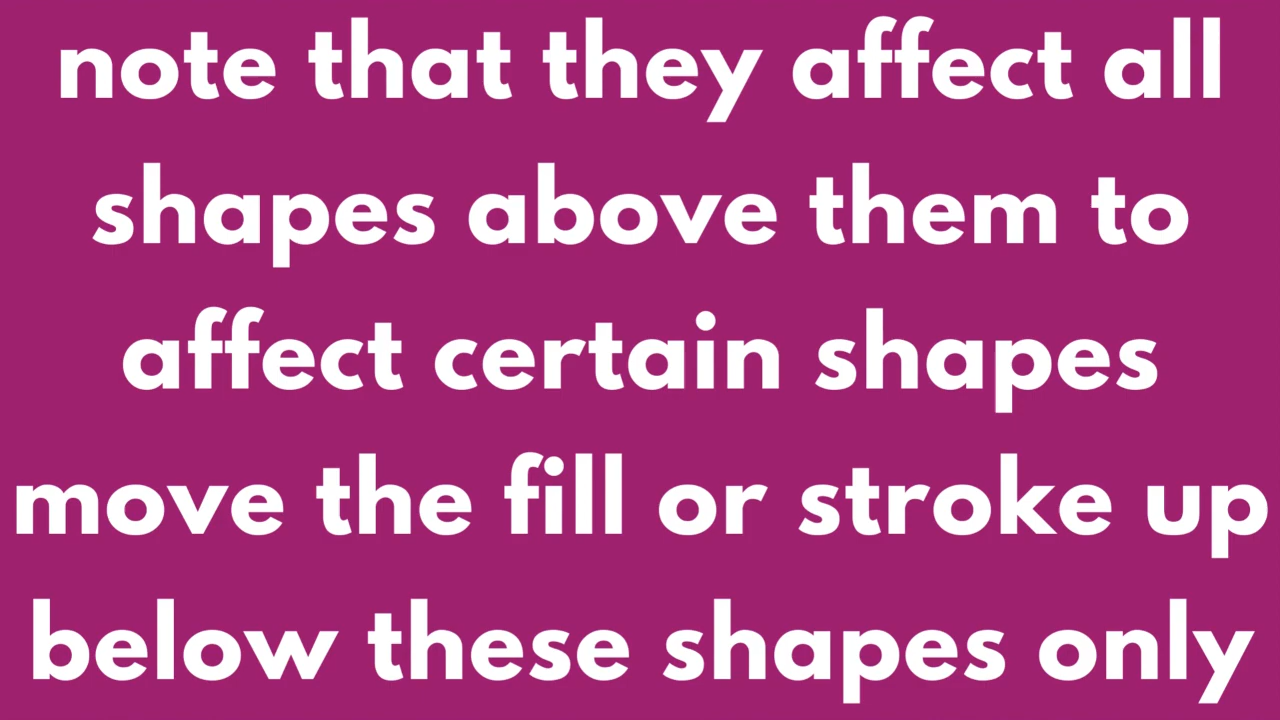 note that they affect all
shapes above them to
affect certain shapes
move the fill or stroke up
below these shapes only